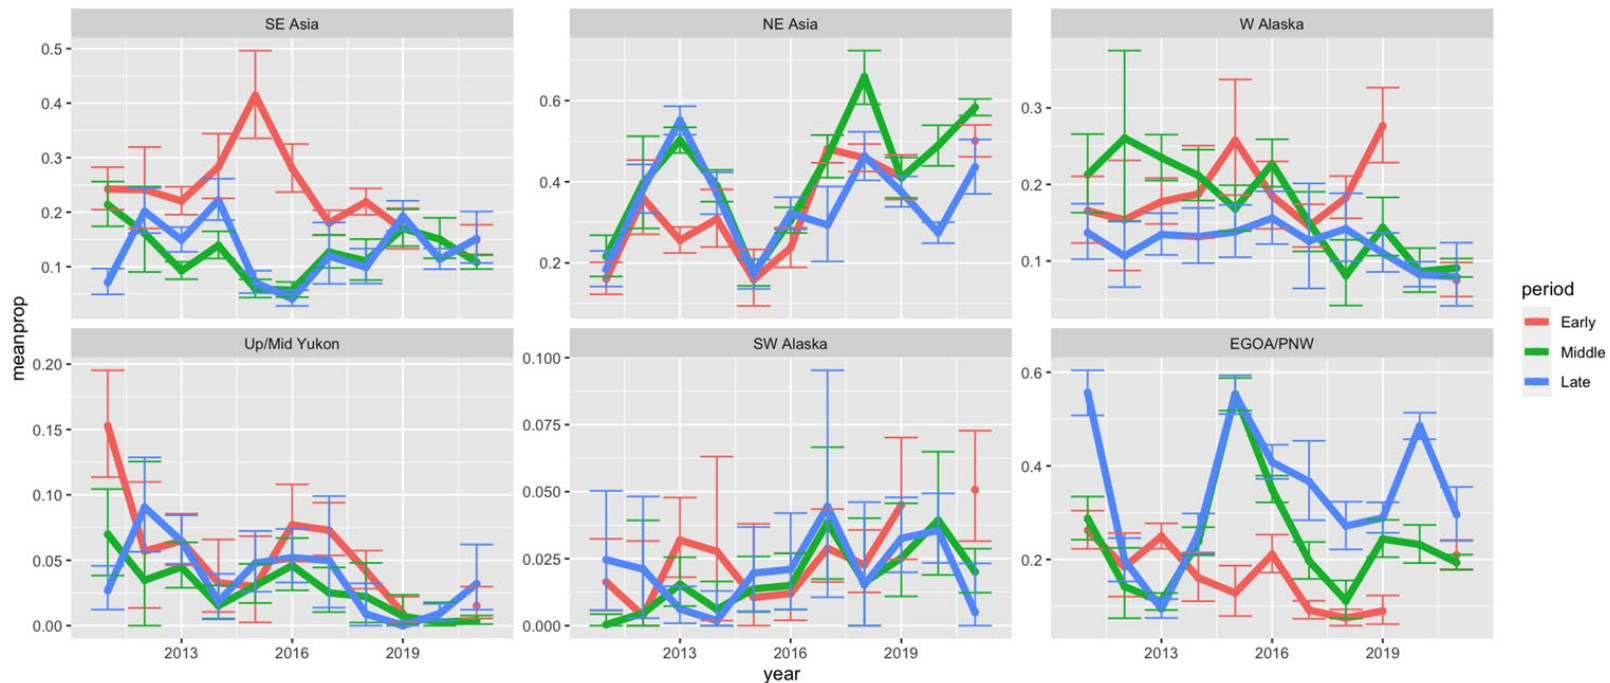 SE Asia
NE Asia
W Alaska
0.5
0.4
0.3
0.2
0.1
0.6
0.4
0.2
0.3
0.2
0.1
meanprop
Up/Mid Yukon
SW Alaska
EGOA/PNW
0.20
0.15
0.10
0.05
0.00
0.100
0.075
0.050
0.025
0.000
0.6
0.4
0.2
2013 2016 2019
2013 2016 2019
2013 2016 2019
year
period
Early
Middle
Late